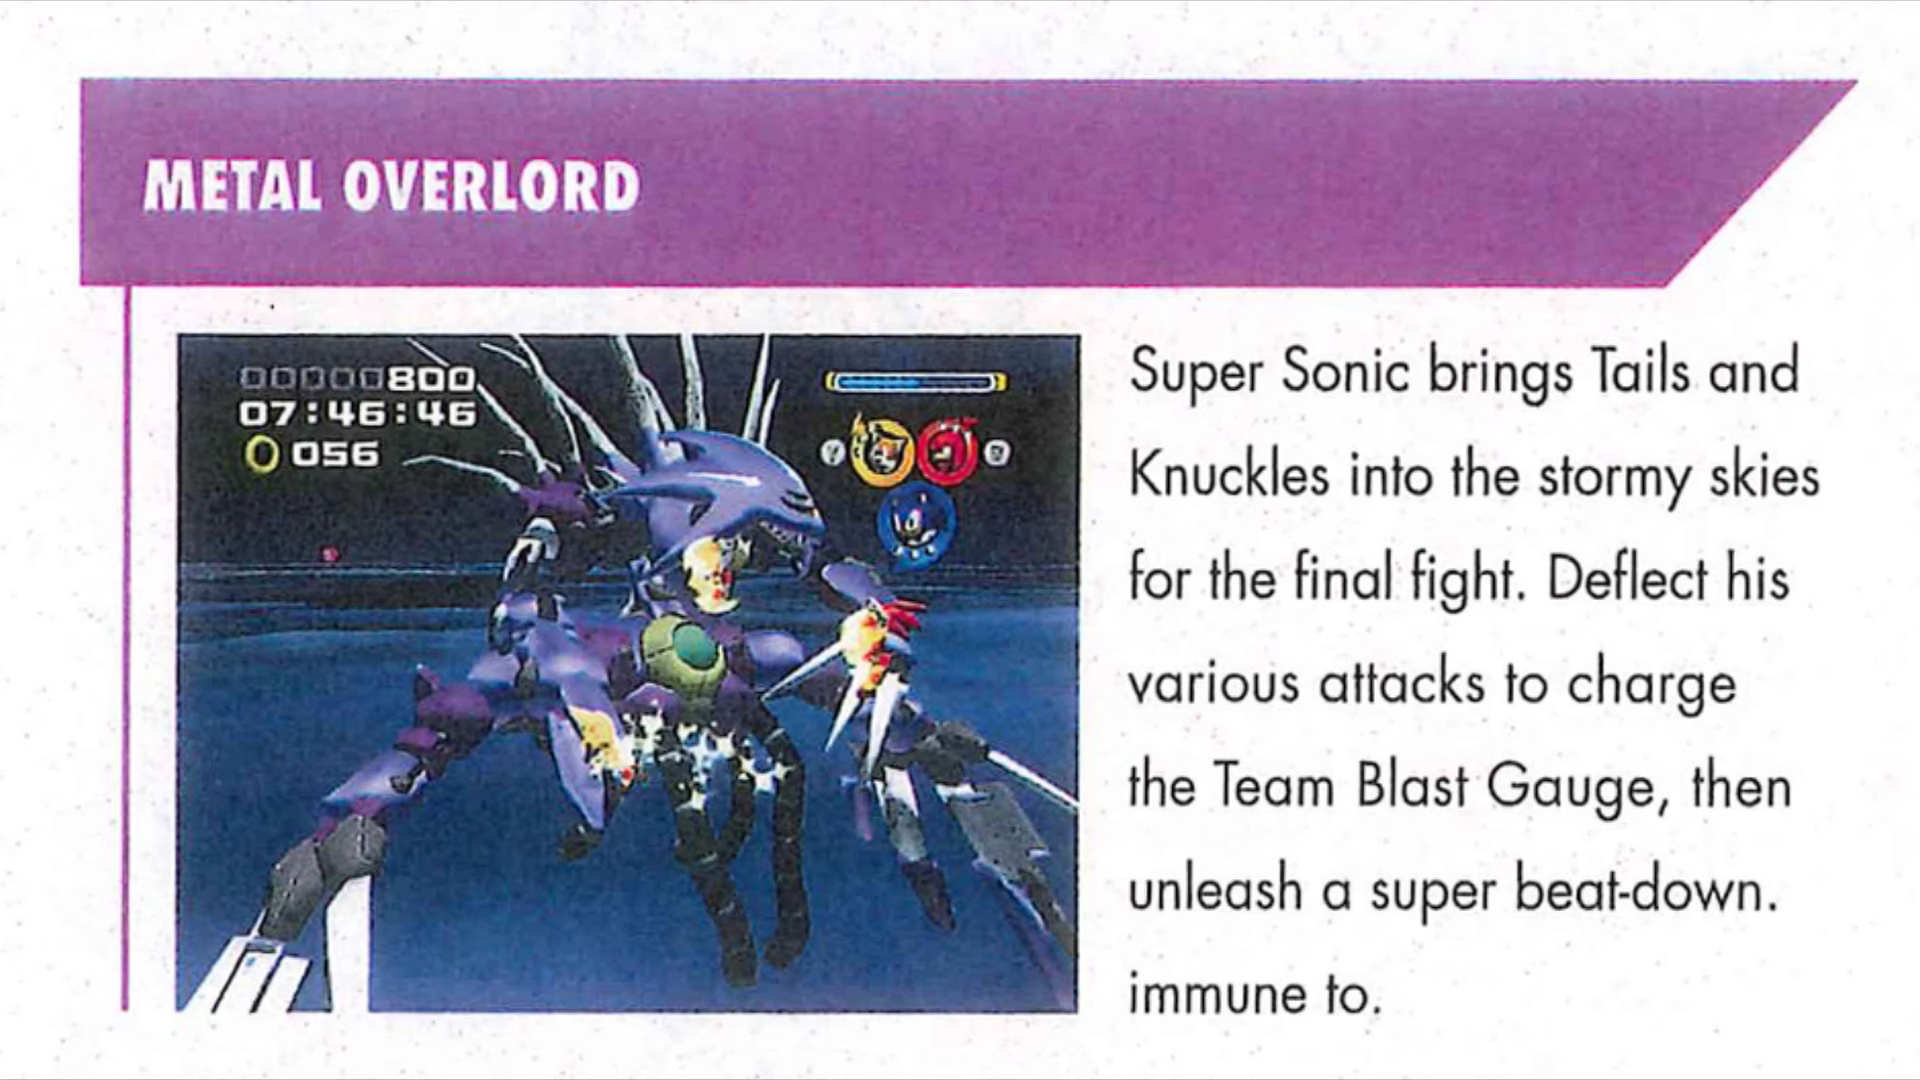 METAL OVERLORD
00000800
07:46:46
056
Super Sonic brings Tails and
Knuckles into the stormy skies
for the final fight. Deflect his
various attacks to charge
the Team Blast Gauge, then
unleash a super beat-down.
immune to.